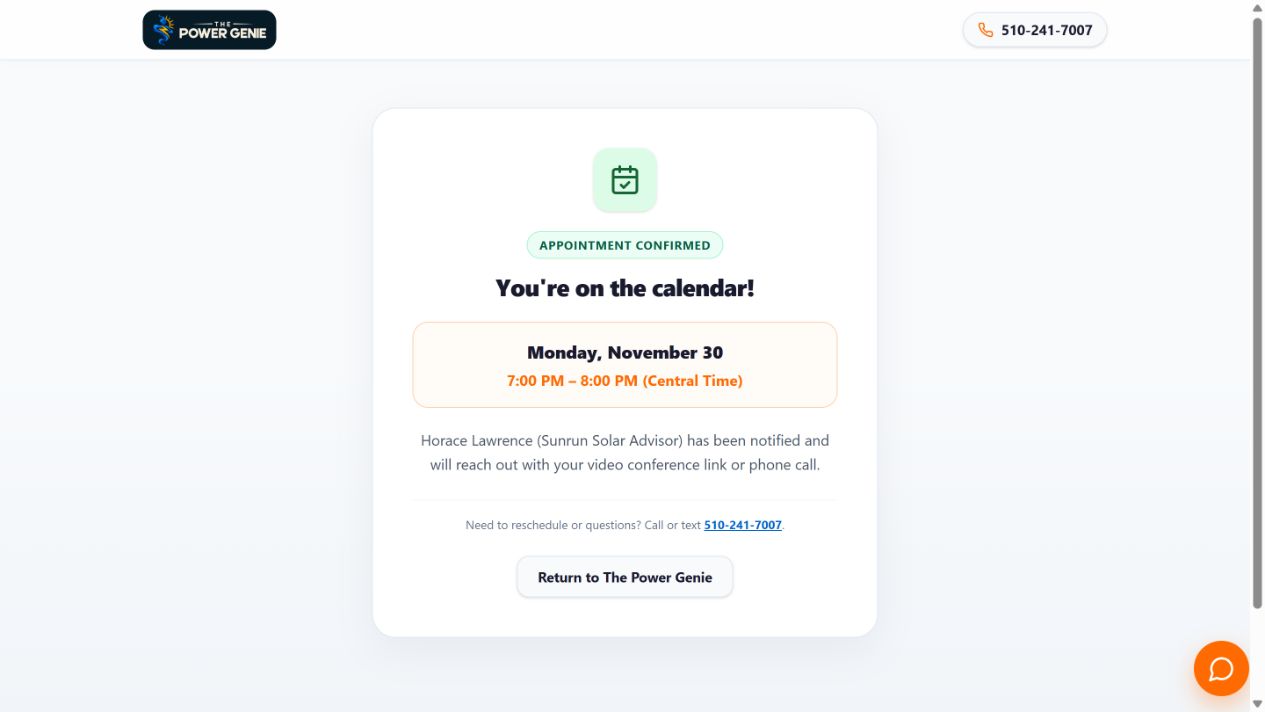 THE
POWER GENIE
510-241-7007
APPOINTMENT CONFIRMED
You're on the calendar!
Monday, November 30
7:00 PM – 8:00 PM (Central Time)
Horace Lawrence (Sunrun Solar Advisor) has been notified and
will reach out with your video conference link or phone call.
Need to reschedule or questions? Call or text 510-241-7007.
Return to The Power Genie